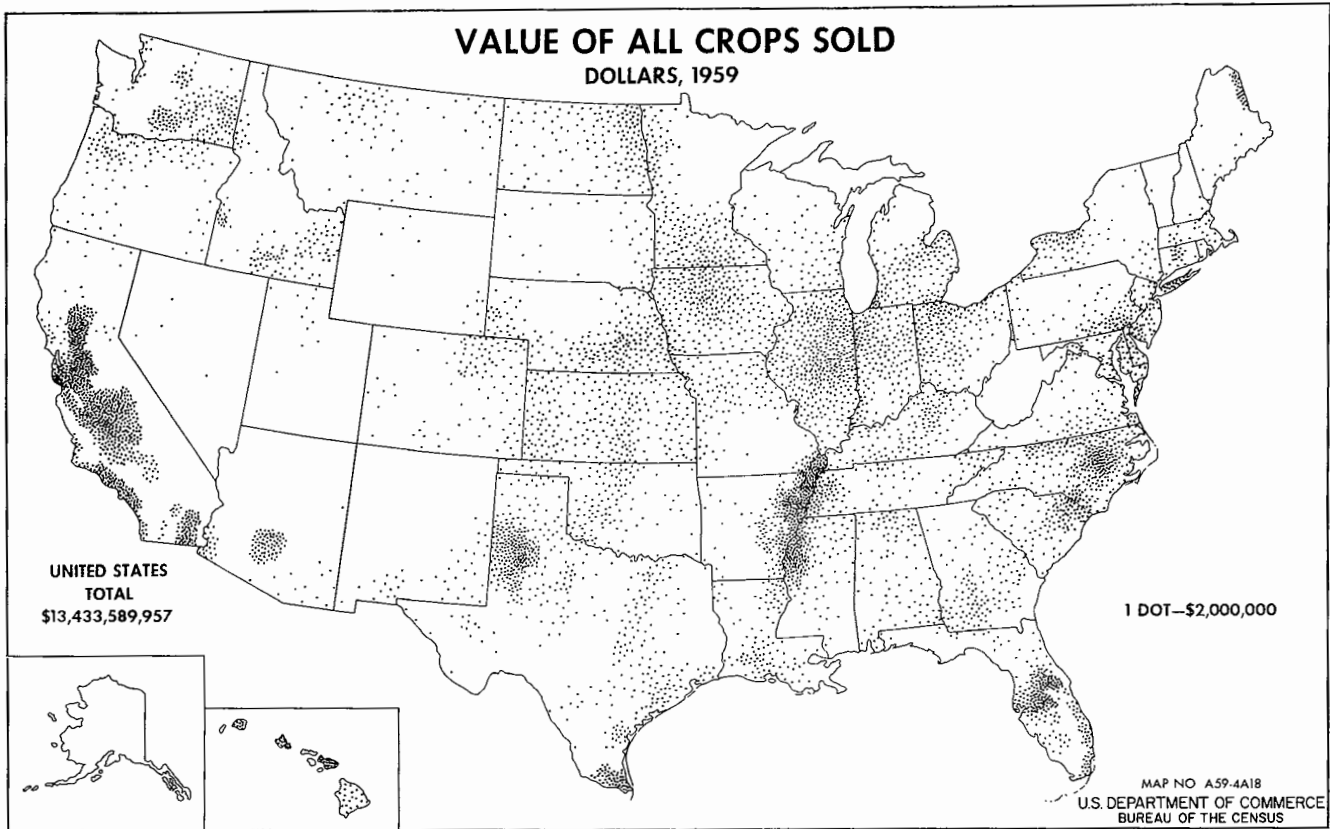 VALUE OF ALL CROPS SOLD
DOLLARS, 1959
UNITED STATES
TOTAL
$13,433,589,957
1 DOT—$2,000,000
MAP NO A59-4A18
U.S. DEPARTMENT OF COMMERCE
BUREAU OF THE CENSUS